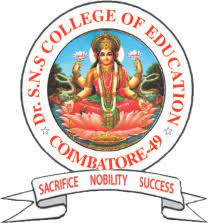 Dr. S.N.S COLLEGE OF EDUCATION
COIMBATORE-49
SACRIFICE NOBILITY SUCCESS